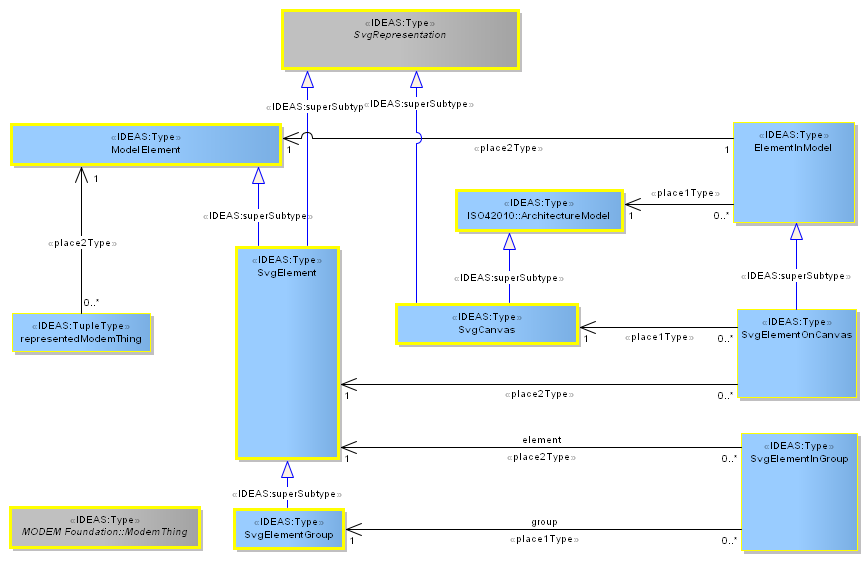 «IDEAS:Type»
SvgRepresentation
«IDEAS:superSubtype»
«IDEAS:superSubtype»
«IDEAS:Type»
ModelElement
1
«place2Type»
1
«IDEAS:Type»
ElementInModel
1
«place2Type»
0..*
«IDEAS:TupleType»
representedModemThing
«IDEAS:superSubtype»
«IDEAS:Type»
ISO42010::ArchitectureModel
1
«place1Type»
0..*
«IDEAS:superSubtype»
«IDEAS:superSubtype»
«IDEAS:Type»
SvgElement
«IDEAS:Type»
SvgCanvas
1
«place1Type»
0..*
«IDEAS:Type»
SvgElementOnCanvas
1
«place2Type»
0..*
element
1
«place2Type»
0..*
«IDEAS:Type»
SvgElementInGroup
«IDEAS:superSubtype»
«IDEAS:Type»
SvgElementGroup
group
1
«place1Type»
0..*
«IDEAS:Type»
MODEM Foundation::ModemThing